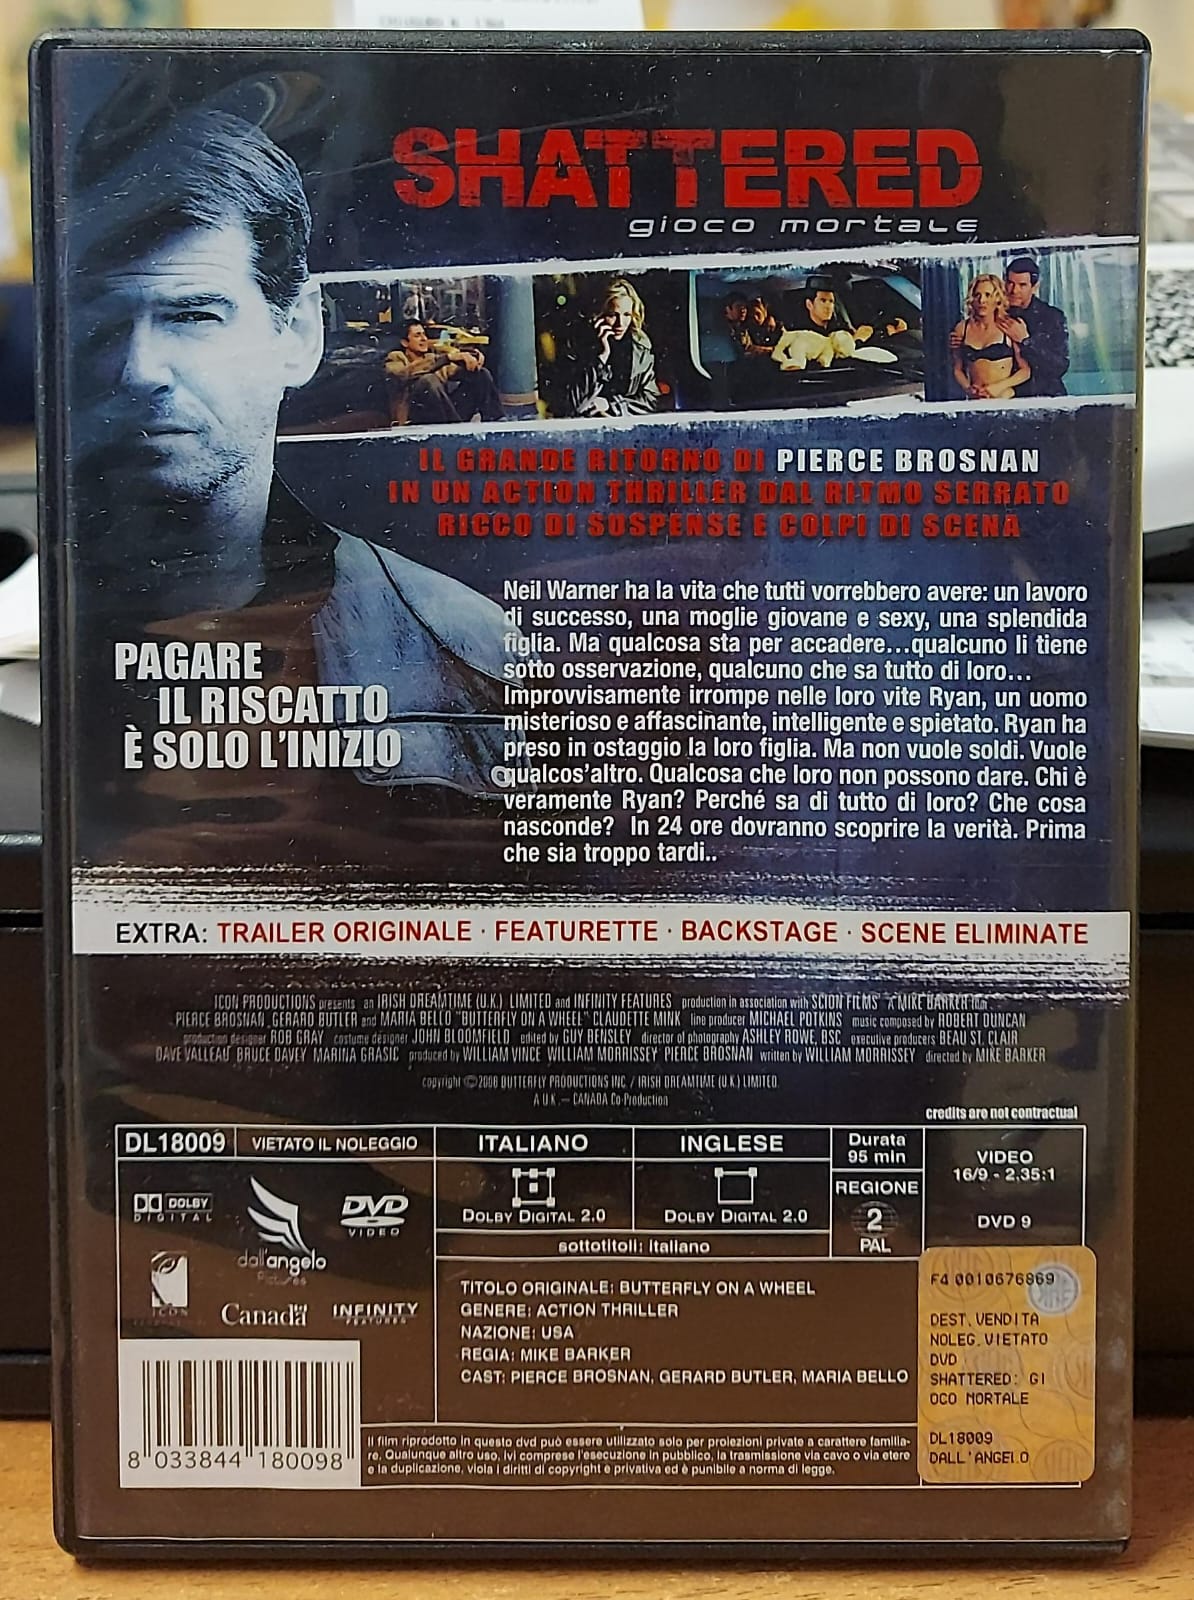 SHATTERED
gioco mortale
IL GRANDE RITORNO DI PIERCE BROSNAN
IN UN ACTION THRILLER DAL RITMO SERRATO
RICCO DI SUSPENSE E COLPI DI SCENA
Neil Warner ha la vita che tutti vorrebbero avere: un lavoro
di successo, una moglie giovane e sexy, una splendida
figlia. Ma qualcosa sta per accadere...qualcuno li tiene
sotto osservazione, qualcuno che sa tutto di loro...
Improvvisamente irrompe nelle loro vite Ryan, un uomo
misterioso e affascinante, intelligente e spietato. Ryan ha
preso in ostaggio la loro figlia. Ma non vuole soldi. Vuole
qualcos'altro. Qualcosa che loro non possono dare. Chi è
veramente Ryan? Perché sa di tutto di loro? Che cosa
nasconde? In 24 ore dovranno scoprire la verità. Prima
che sia troppo tardi..
PAGARE
IL RISCATTO
È SOLO L'INIZIO
EXTRA: TRAILER ORIGINALE · FEATURETTE · BACKSTAGE · SCENE ELIMINATE
ICON PRODUCTIONS presents an IRISH DREAMTIME (U.K.) LIMITED and INFINITY FEATURES production in association with SCION FILMS A MIKE BARKER film
PIERCE BROSNAN GERARD BUTLER and MARIA BELLO "BUTTERFLY ON A WHEEL" CLAUDETTE MINK line producer MICHAEL POTKINS music composed by ROBERT DUNCAN
production designer ROB GRAY costume designer JOHN BLOOMFIELD edited by GUY BENSLEY director of photography ASHLEY ROWE, BSC executive producers BEAU ST. CLAIR
DAVE VALLEAU BRUCE DAVEY MARINA GRASIC produced by WILLIAM VINCE WILLIAM MORRISSEY PIERCE BROSNAN written by WILLIAM MORRISSEY directed by MIKE BARKER
copyright © 2006 BUTTERFLY PRODUCTIONS INC. / IRISH DREAMTIME (U.K.) LIMITED.
A U.K. – CANADA Co-Production
credits are not contractual
DL18009 VIETATO IL NOLEGGIO
DOLBY
DIGITAL
DVD
VIDEO
dall'angelo
Pictures
ICON
Canada
INFINITY
FEATURES
ITALIANO
DOLBY DIGITAL 2.0
INGLESE
DOLBY DIGITAL 2.0
sottotitoli: italiano
Durata
95 min
REGIONE
2
PAL
VIDEO
16/9 - 2,35:1
DVD 9
TITOLO ORIGINALE: BUTTERFLY ON A WHEEL
GENERE: ACTION THRILLER
NAZIONE: USA
REGIA: MIKE BARKER
CAST: PIERCE BROSNAN, GERARD BUTLER, MARIA BELLO
F4 0010676869
DEST.VENDITA
NOLEG.VIETATO
DVD
SHATTERED: GI
OCO MORTALE
DL18009
DALL'ANGELO
8 033844 180098
Il film riprodotto in questo dvd può essere utilizzato solo per proiezioni private a carattere familia-
re. Qualunque altro uso, ivi comprese l'esecuzione in pubblico, la trasmissione via cavo o via etere
e la duplicazione, viola i diritti di copyright e privativa ed è punibile a norma di legge.